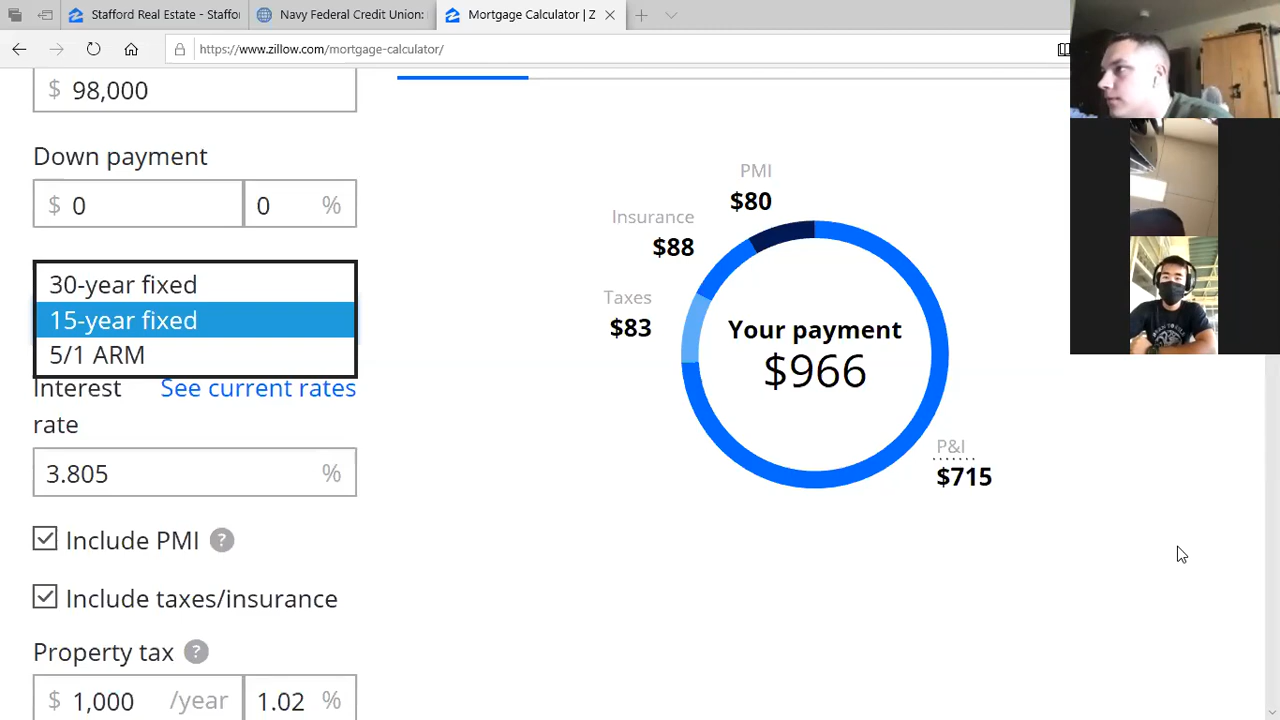 Stafford Real Estate - Staffor
Navy Federal Credit Union:
Mortgage Calculator | Z
https://www.zillow.com/mortgage-calculator/
$ 98,000
Down payment
$ 0
0 %
30-year fixed
15-year fixed
5/1 ARM
Interest rate
See current rates
3.805 %
Include PMI ?
Include taxes/insurance
Property tax ?
$ 1,000 /year
1.02 %
PMI
$80
Insurance
$88
Taxes
$83
Your payment
$966
P&I
$715